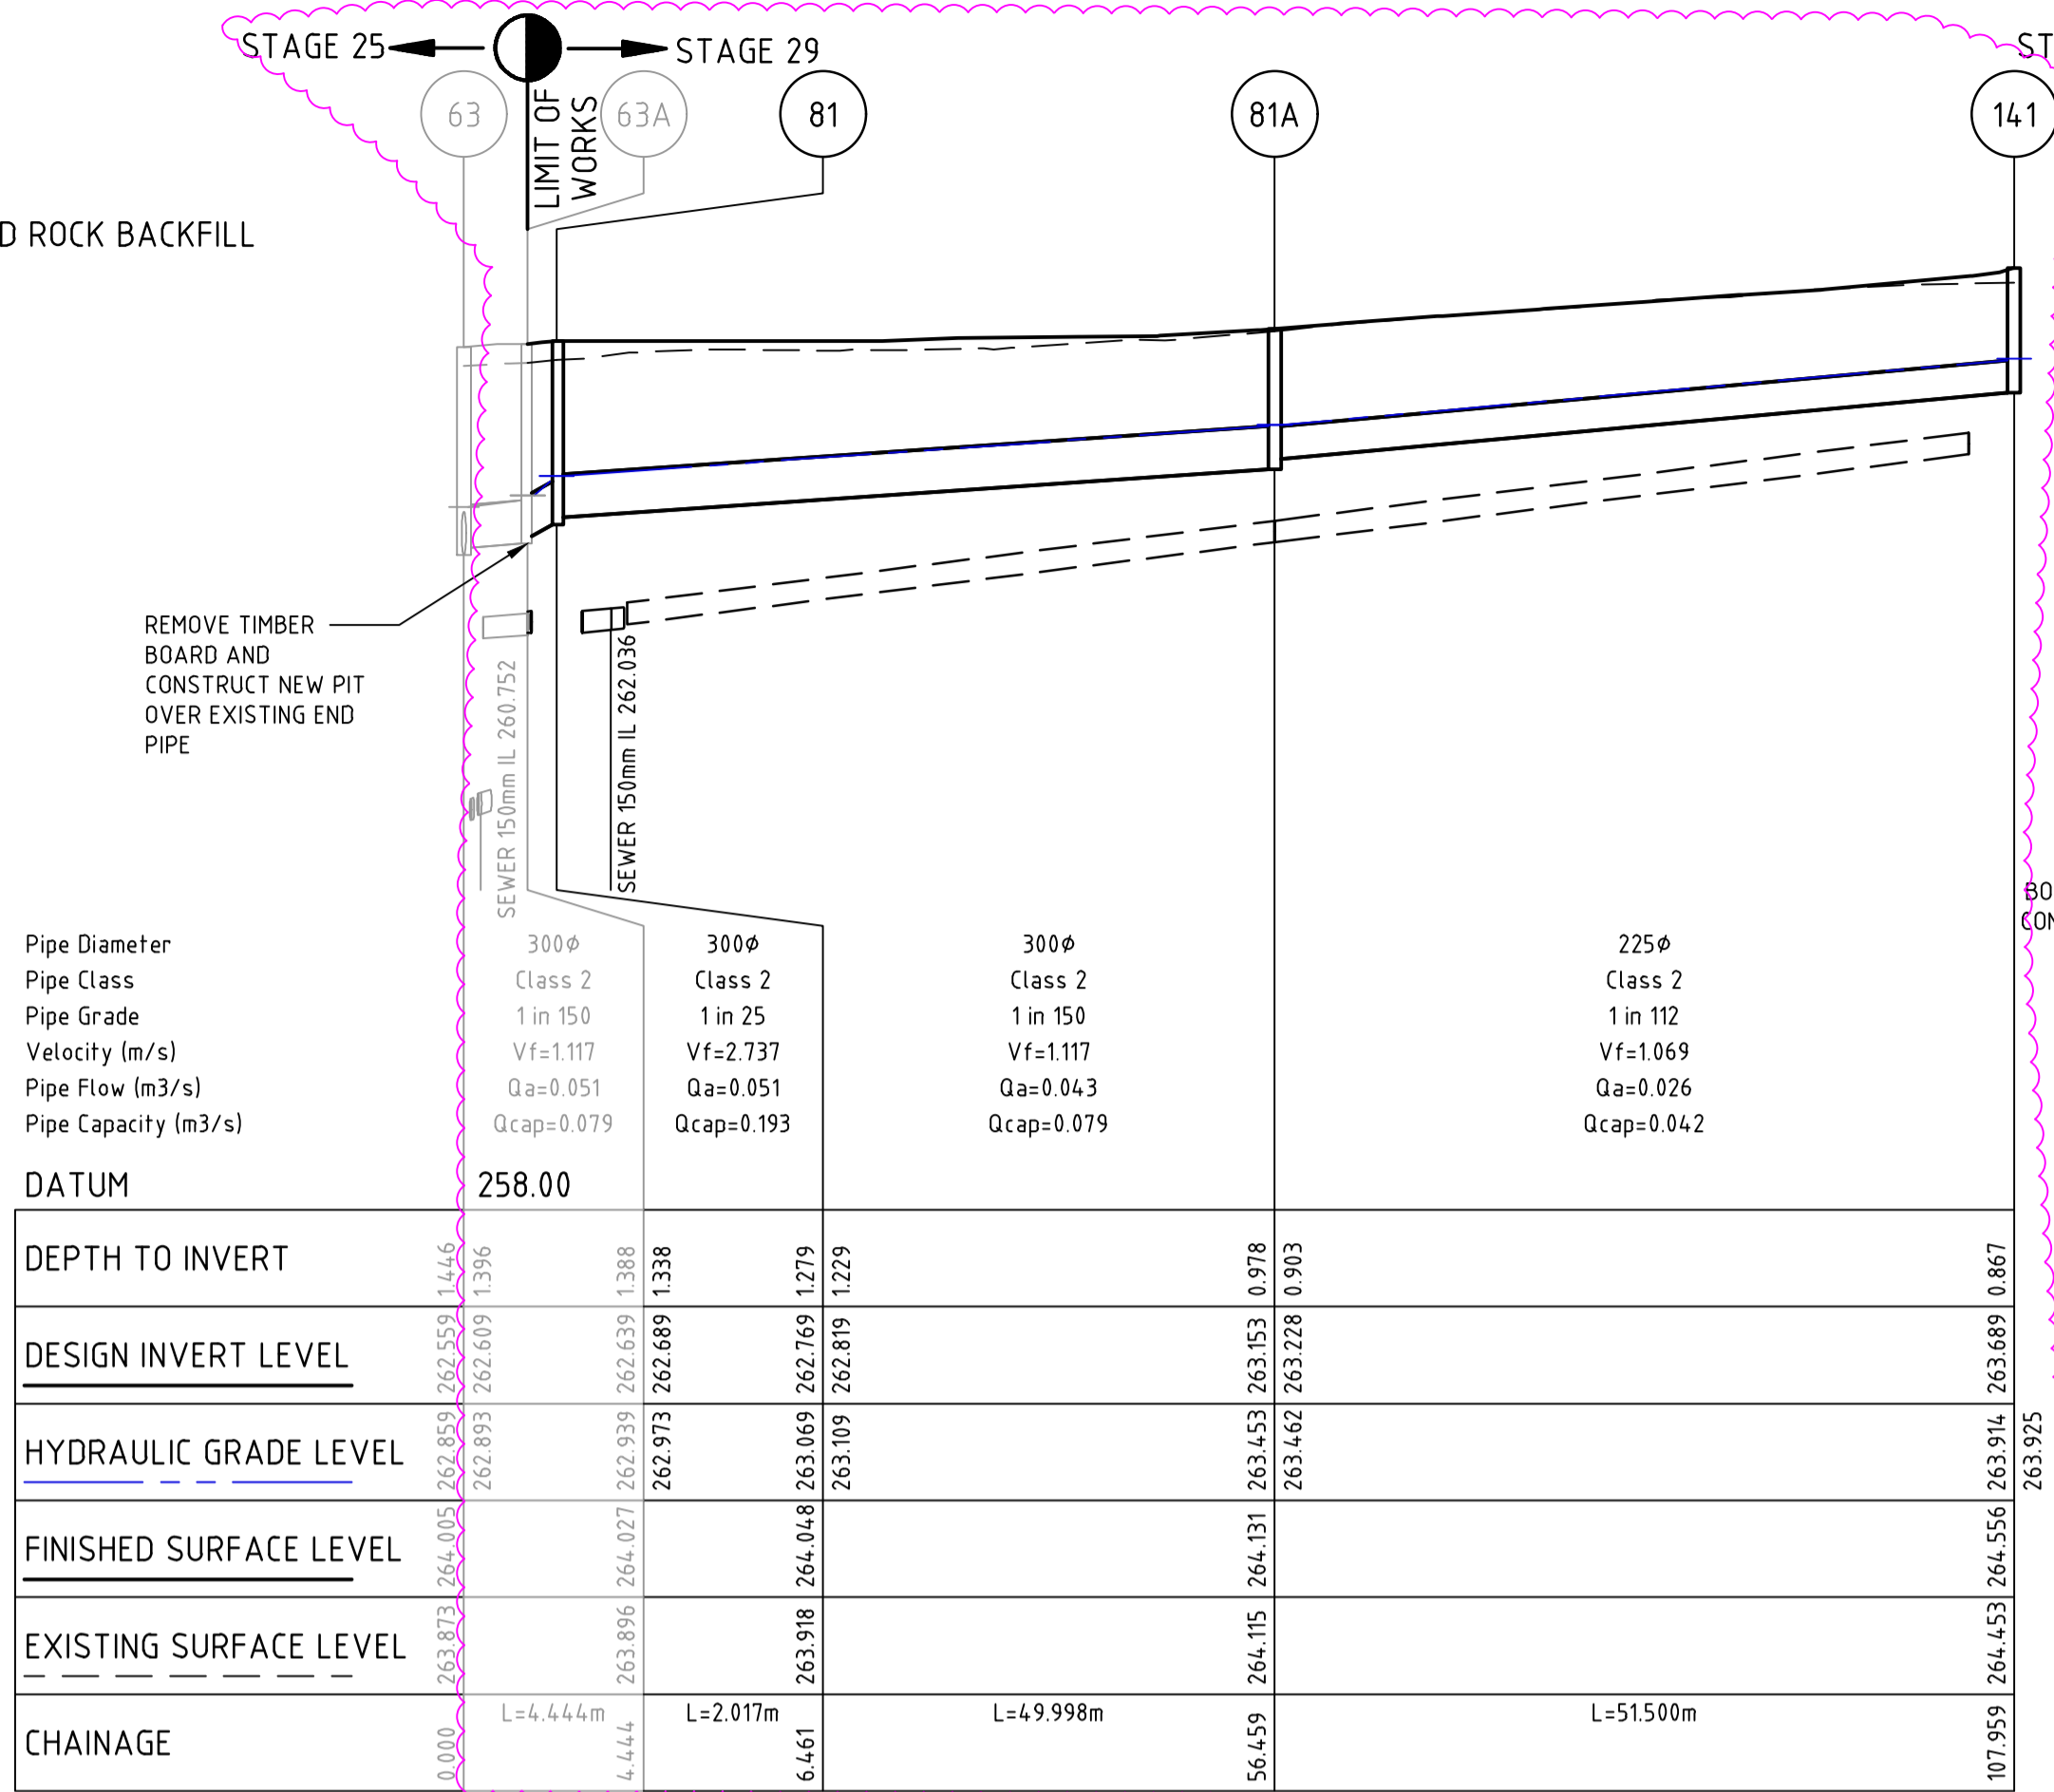 STAGE 25
STAGE 29
ST
63
LIMIT OF
WORKS
63A
81
81A
141
D ROCK BACKFILL
REMOVE TIMBER
BOARD AND
CONSTRUCT NEW PIT
OVER EXISTING END
PIPE
SEWER 150mm IL 260.752
SEWER 150mm IL 262.036
BO
CON
Pipe Diameter 300Ø 300Ø 300Ø 225Ø
Pipe Class Class 2 Class 2 Class 2 Class 2
Pipe Grade 1 in 150 1 in 25 1 in 150 1 in 112
Velocity (m/s) Vf=1.117 Vf=2.737 Vf=1.117 Vf=1.069
Pipe Flow (m3/s) Qa=0.051 Qa=0.051 Qa=0.043 Qa=0.026
Pipe Capacity (m3/s) Qcap=0.079 Qcap=0.193 Qcap=0.079 Qcap=0.042
DATUM 258.00
DEPTH TO INVERT 1.446 1.396 1.388 1.338 1.279 1.229 0.978 0.903 0.867
DESIGN INVERT LEVEL 262.559 262.609 262.639 262.689 262.769 262.819 263.153 263.228 263.689
HYDRAULIC GRADE LEVEL 262.859 262.893 262.939 262.973 263.069 263.109 263.453 263.462 263.914 263.925
FINISHED SURFACE LEVEL 264.005 264.027 264.048 264.131 264.556
EXISTING SURFACE LEVEL 263.873 263.896 263.918 264.115 264.453
L=4.444m L=2.017m L=49.998m L=51.500m
CHAINAGE 0.000 4.444 6.461 56.459 107.959